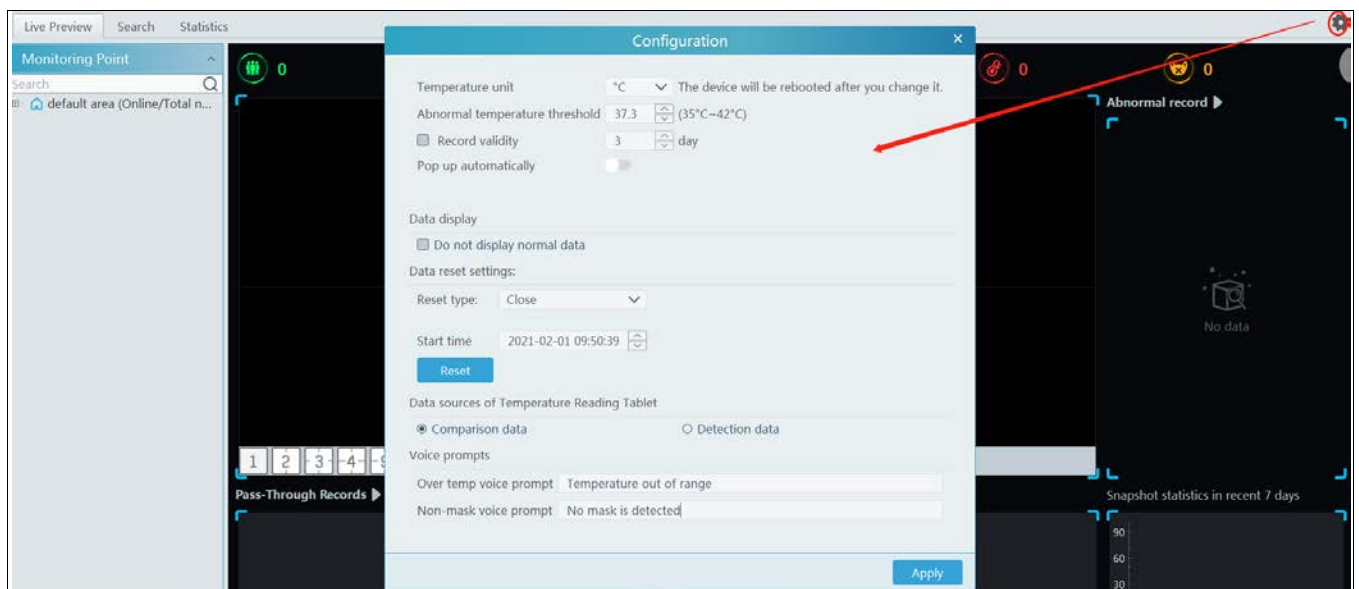 Live Preview Search Statistics
Configuration
Monitoring Point
0
0
0
Search
default area (Online/Total n...
Temperature unit °C The device will be rebooted after you change it.
Abnormal temperature threshold 37.3 (35°C~42°C)
Record validity 3 day
Pop up automatically
Abnormal record
Data display
Do not display normal data
Data reset settings:
Reset type: Close
Start time 2021-02-01 09:50:39
Reset
No data
Data sources of Temperature Reading Tablet
Comparison data Detection data
Voice prompts
1 2 3 4
Over temp voice prompt Temperature out of range
Non-mask voice prompt No mask is detected
Pass-Through Records
Snapshot statistics in recent 7 days
90
60
30
Apply